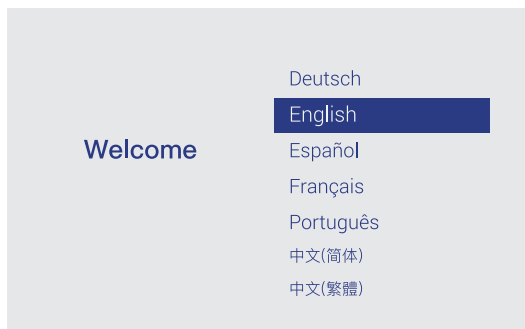 Welcome
Deutsch
English
Español
Français
Português
中文(简体)
中文(繁體)